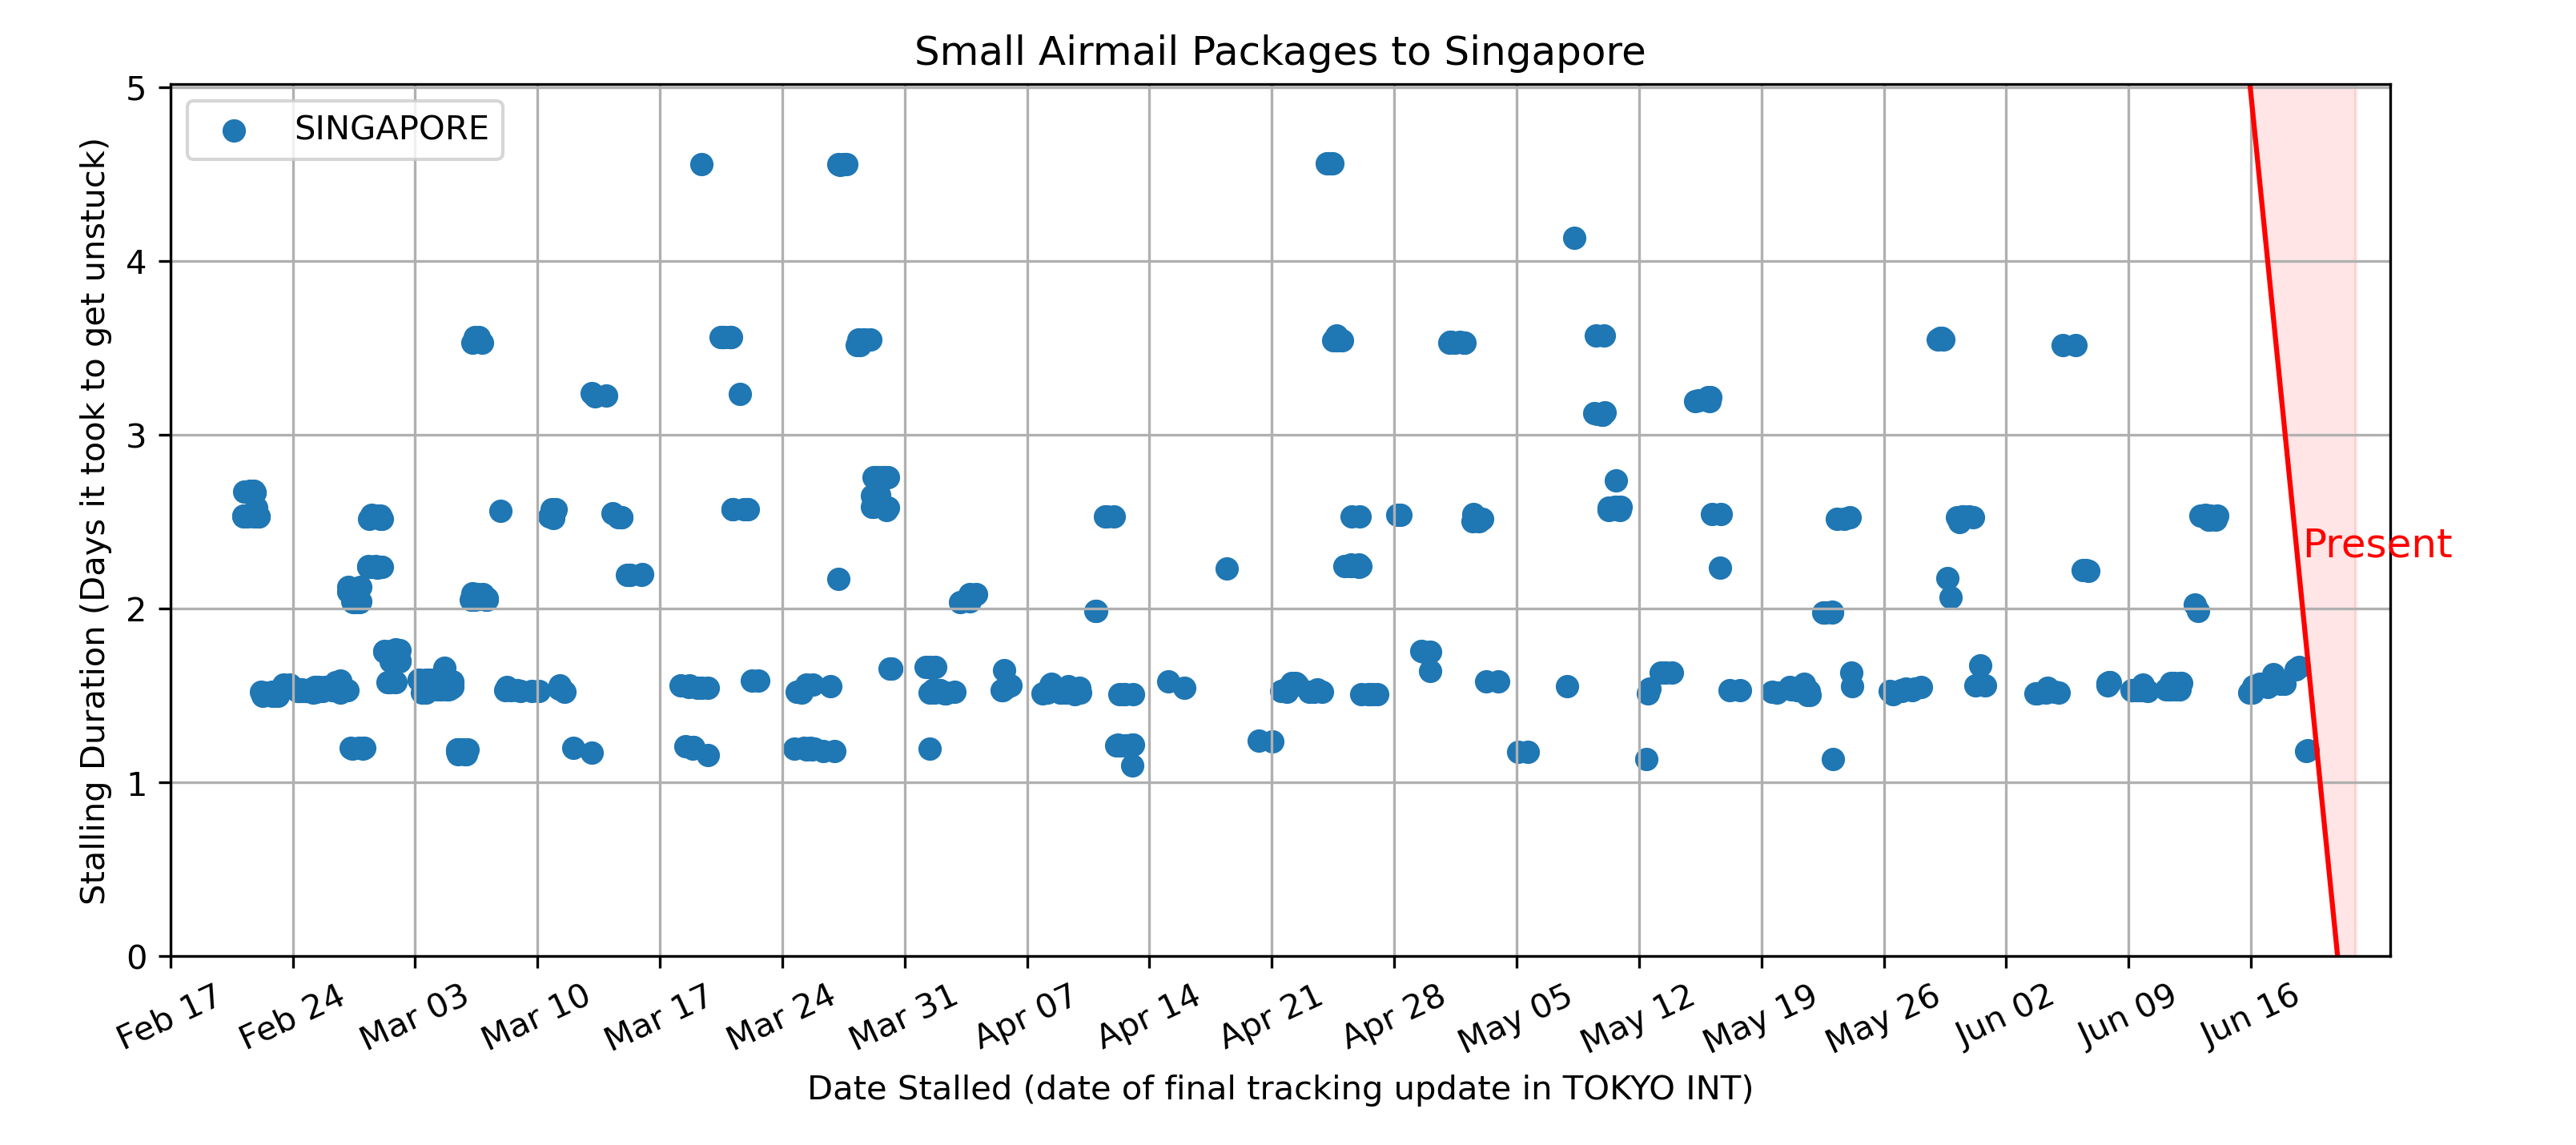 Small Airmail Packages to Singapore
SINGAPORE
Stalling Duration (Days it took to get unstuck)
5
4
3
2
1
0
Present
Feb 17
Feb 24
Mar 03
Mar 10
Mar 17
Mar 24
Mar 31
Apr 07
Apr 14
Apr 21
Apr 28
May 05
May 12
May 19
May 26
Jun 02
Jun 09
Jun 16
Date Stalled (date of final tracking update in TOKYO INT)